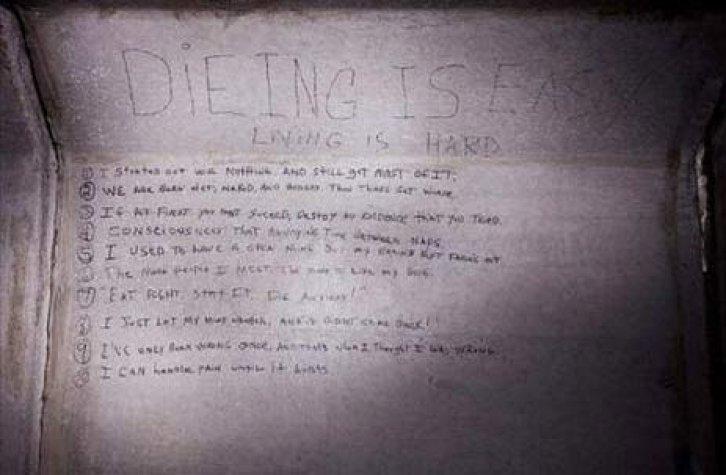 DiEING IS EASY
LIVING IS HARD
① I STARTED OUT WITH NOTHING AND STILL GOT MOST OF IT.
② WE ARE BORN WET, NAKED, AND HUNGRY. THEN THINGS GET WORSE.
③ IF AT FIRST you DON'T SUCCEED, DESTROY ALL EVIDENCE THAT YOU TRIED.
④ CONSCIOUSNESS THAT ANNOYING TIME BETWEEN NAPS.
⑤ I USED TO HAVE A OPEN MIND BUT my BRAINS KEPT FALLING OUT
The MORE people I MEET, THE MORE I LIKE my DOG.
⑦ "EAT RIGHT. STAY FIT. DIE ANYWAY!"
⑧ I JUST LET MY MIND WANDER, AND IT DIDN'T COME BACK!!
⑨ I'VE ONLY BEEN WRONG ONCE, AND THAT'S WHEN I Thought I WAS WRONG.
I CAN HANDLE PAIN UNTIL IT HURTS